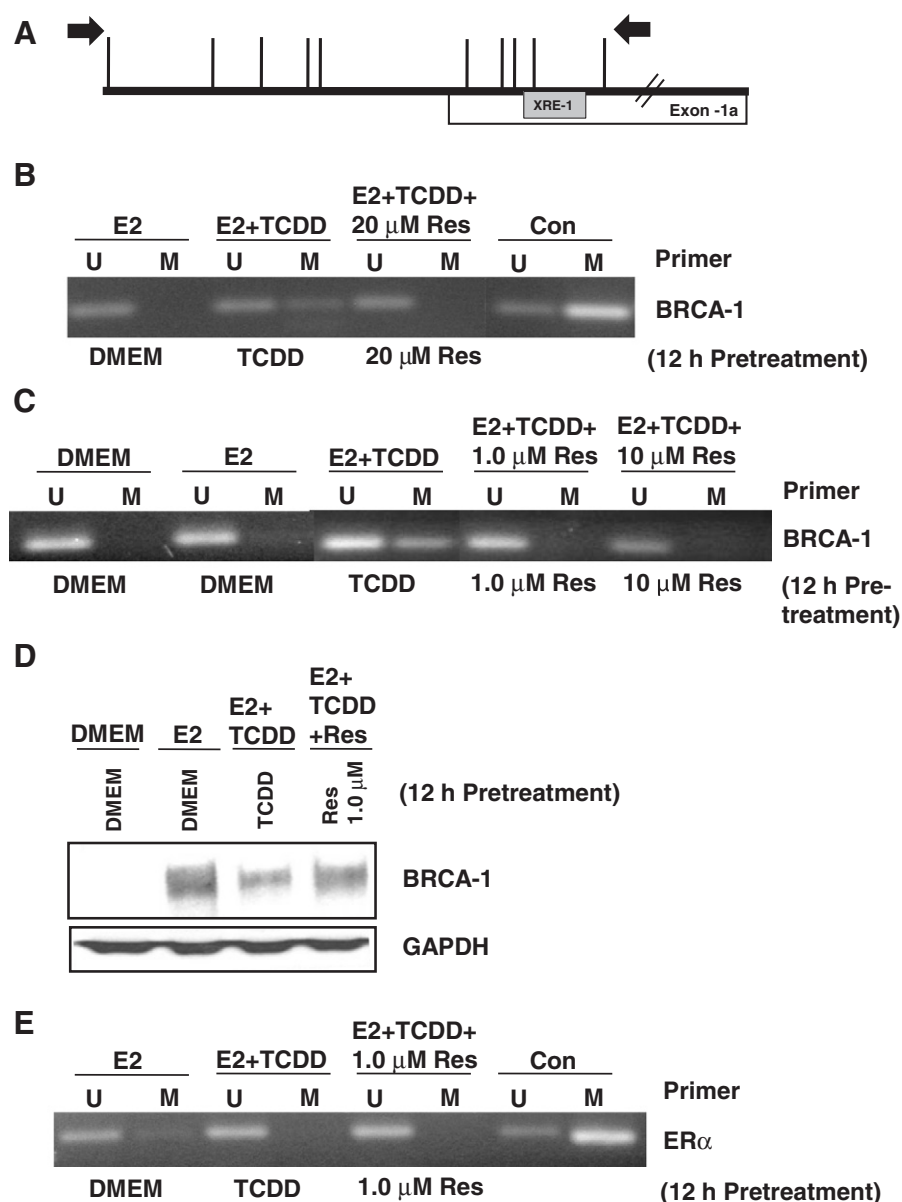 A
XRE-1
Exon -1a
B
E2
E2+TCDD
E2+TCDD+
20 μM Res
Con
U M U M U M U M
Primer
BRCA-1
DMEM
TCDD
20 μM Res
(12 h Pretreatment)
C
DMEM
E2
E2+TCDD
E2+TCDD+
1.0 μM Res
E2+TCDD+
10 μM Res
U M U M U M U M U M
Primer
BRCA-1
DMEM
DMEM
TCDD
1.0 μM Res
10 μM Res
(12 h Pre-
treatment)
D
DMEM
E2
E2+
TCDD
E2+
TCDD
+Res
DMEM
DMEM
TCDD
Res
1.0 μM
(12 h Pretreatment)
BRCA-1
GAPDH
E
E2
E2+TCDD
E2+TCDD+
1.0 μM Res
Con
U M U M U M U M
Primer
ERα
DMEM
TCDD
1.0 μM Res
(12 h Pretreatment)